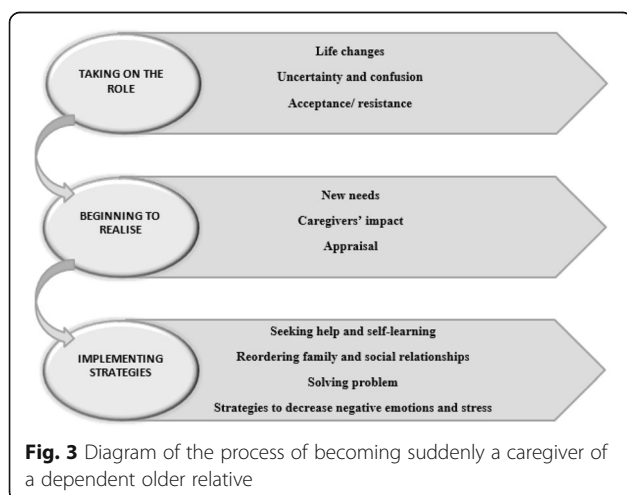 TAKING ON THE
ROLE
Life changes
Uncertainty and confusion
Acceptance/ resistance
BEGINNING TO
REALISE
New needs
Caregivers' impact
Appraisal
IMPLEMENTING
STRATEGIES
Seeking help and self-learning
Reordering family and social relationships
Solving problem
Strategies to decrease negative emotions and stress
Fig. 3 Diagram of the process of becoming suddenly a caregiver of
a dependent older relative